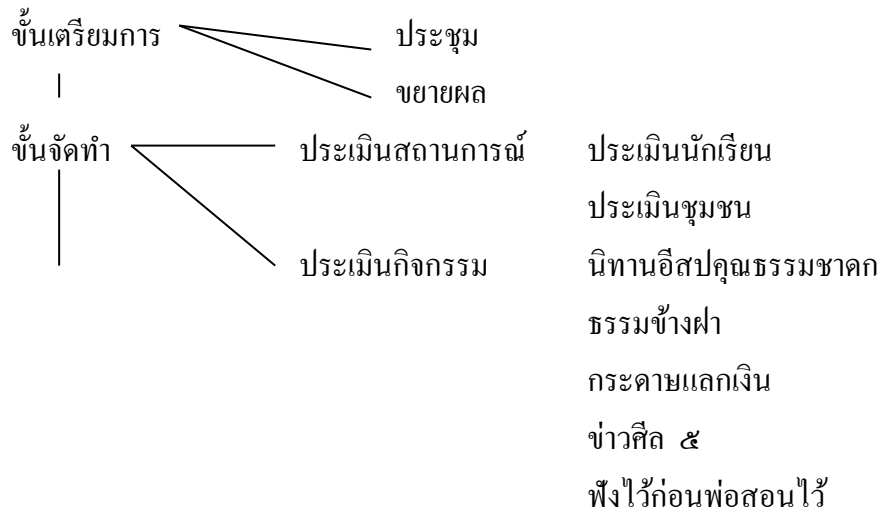 ขั้นเตรียมการ ประชุม
ขยายผล
ขั้นจัดทำ ประเมินสถานการณ์ ประเมินนักเรียน
ประเมินชุมชน
ประเมินกิจกรรม นิทานอีสปคุณธรรมชาดก
ธรรมข้างฝา
กระดาษแลกเงิน
ข่าวศีล ๕
ฟังไว้ก่อนพ่อสอนไว้